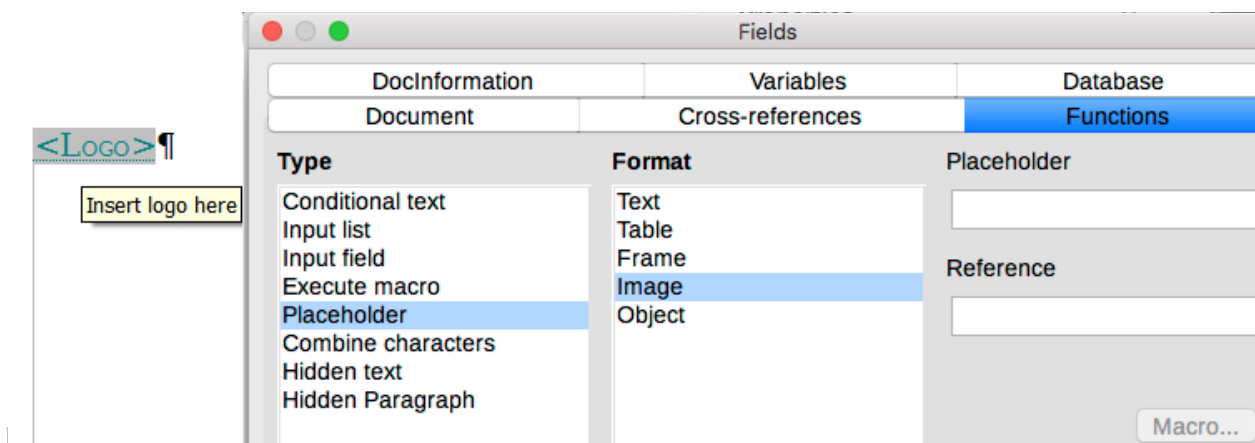 Fields
DocInformation Variables Database
Document Cross-references Functions
<Logo>¶
Insert logo here
Type Format Placeholder
Conditional text Text
Input list Table
Input field Frame Reference
Execute macro Image
Placeholder Object
Combine characters
Hidden text
Hidden Paragraph
Macro...